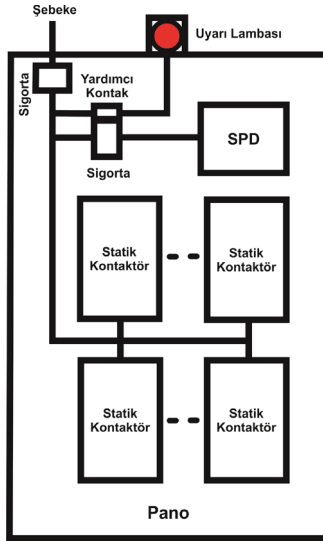 Şebeke
Uyarı Lambası
Sigorta
Yardımcı
Kontak
Sigorta
SPD
Statik
Kontaktör
Statik
Kontaktör
Statik
Kontaktör
Statik
Kontaktör
Pano